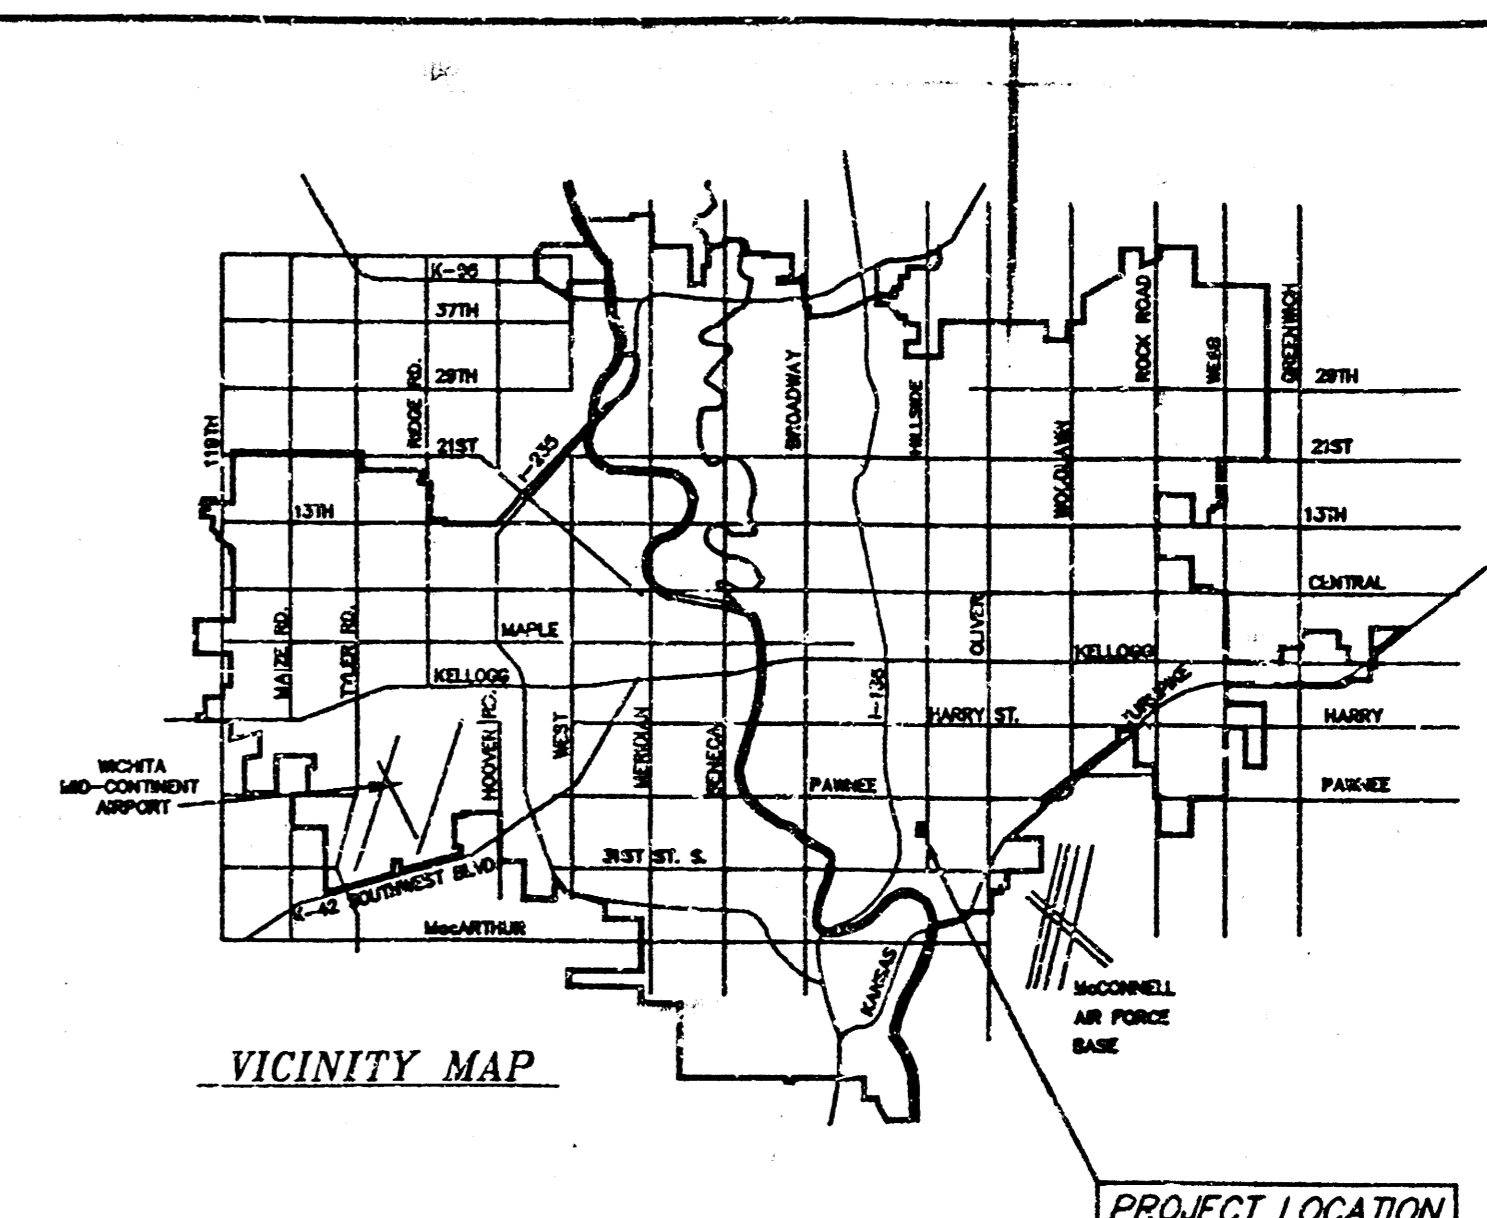 K-96
37TH
29TH
RIDGE RD.
119TH
21ST
I-235
13TH
BROADWAY
HILLSIDE
WOODLAWN
ROCK ROAD
WEBB
GREENWICH
29TH
21ST
13TH
CENTRAL
MAIZE RD.
TYLER RD.
MAPLE
KELLOGG
OLIVER
KELLOGG
I-135
TURNPIKE
HOOVER RD.
WEST
MERIDIAN
SENECA
HARRY ST.
HARRY
WICHITA
MID-CONTINENT
AIRPORT
PAWNEE
PAWNEE
31ST ST. S.
K-42 SOUTHWEST BLVD.
MacARTHUR
KANSAS
McCONNELL
AIR FORCE
BASE
VICINITY MAP
PROJECT LOCATION